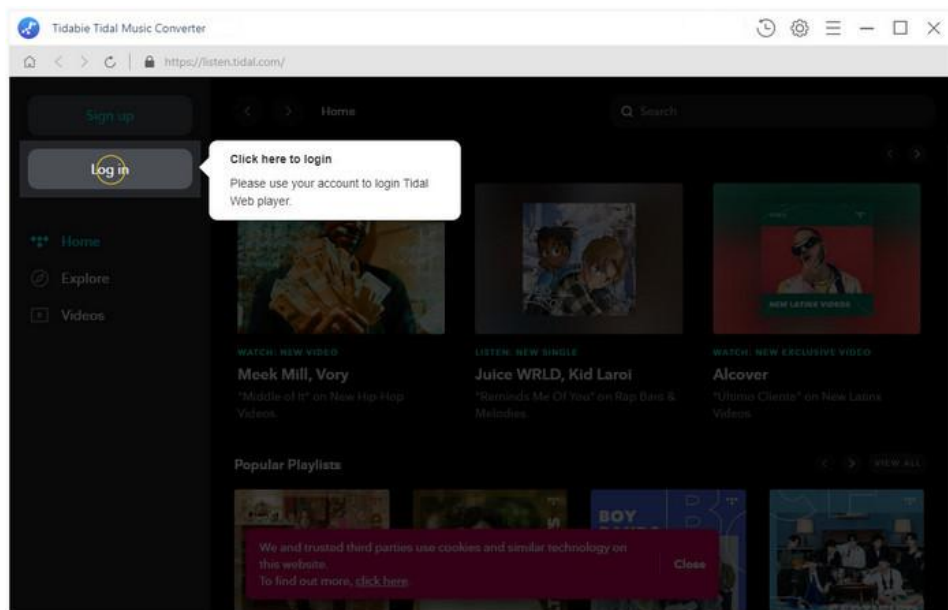 Tidabie Tidal Music Converter
https://listen.tidal.com/
Sign up
Home
Search
Log in
Click here to login
Please use your account to login Tidal
Web player.
Home
Explore
Videos
NEW LATINX VIDEOS
WATCH: NEW VIDEO
Meek Mill, Vory
"Middle of It" on New Hip-Hop
Videos.
LISTEN: NEW SINGLE
Juice WRLD, Kid Laroi
"Reminds Me Of You" on Rap Bars &
Melodies.
WATCH: NEW EXCLUSIVE VIDEO
Alcover
"Último Cliente" on New Latinx
Videos.
Popular Playlists
VIEW ALL
BOY
We and trusted third parties use cookies and similar technology on
this website.
To find out more, click here.
Close